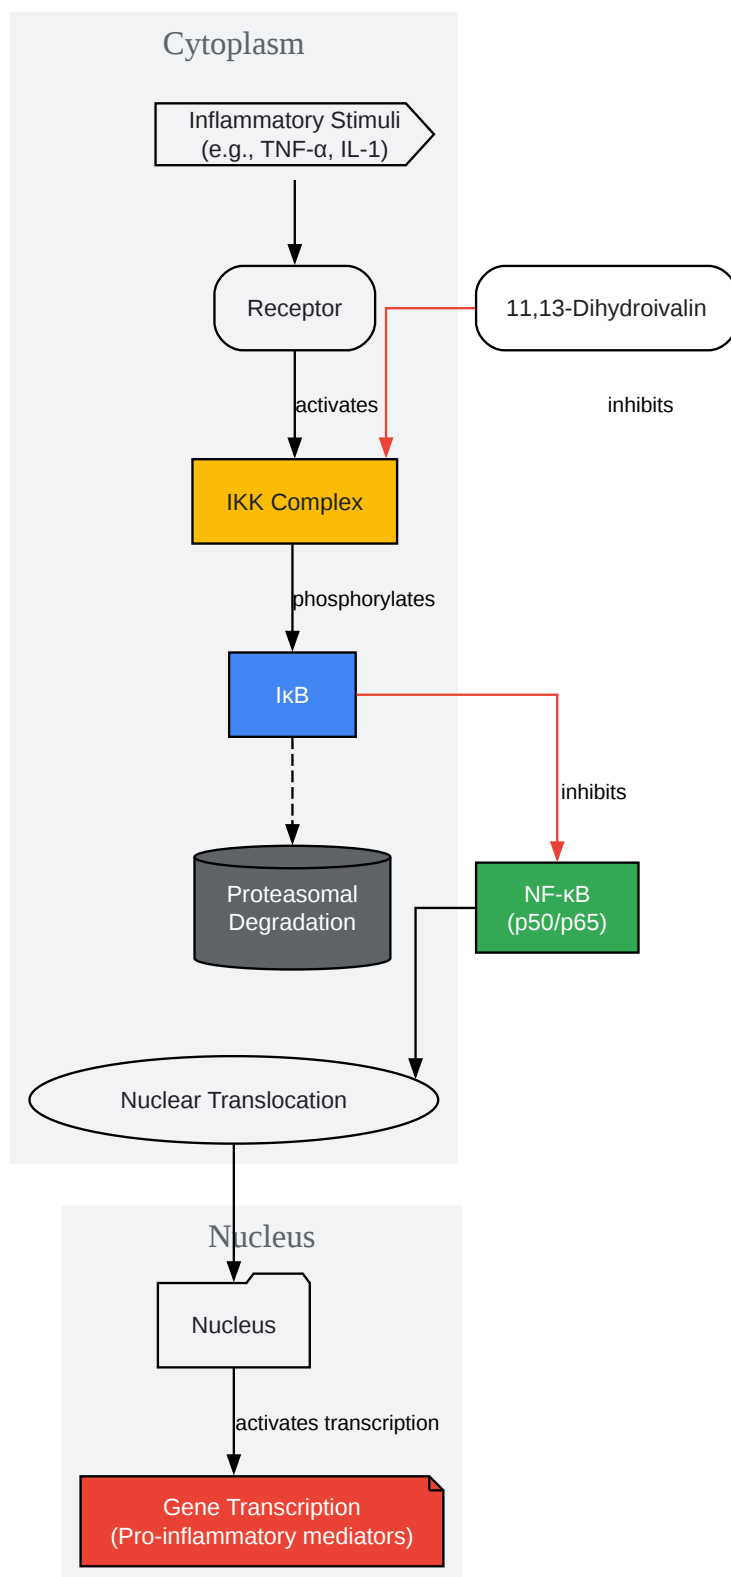 Cytoplasm
Inflammatory Stimuli
(e.g., TNF-α, IL-1)
Receptor
11,13-Dihydroivalin
activates
inhibits
IKK Complex
phosphorylates
IκB
inhibits
Proteasomal
Degradation
NF-κB
(p50/p65)
Nuclear Translocation
Nucleus
Nucleus
activates transcription
Gene Transcription
(Pro-inflammatory mediators)